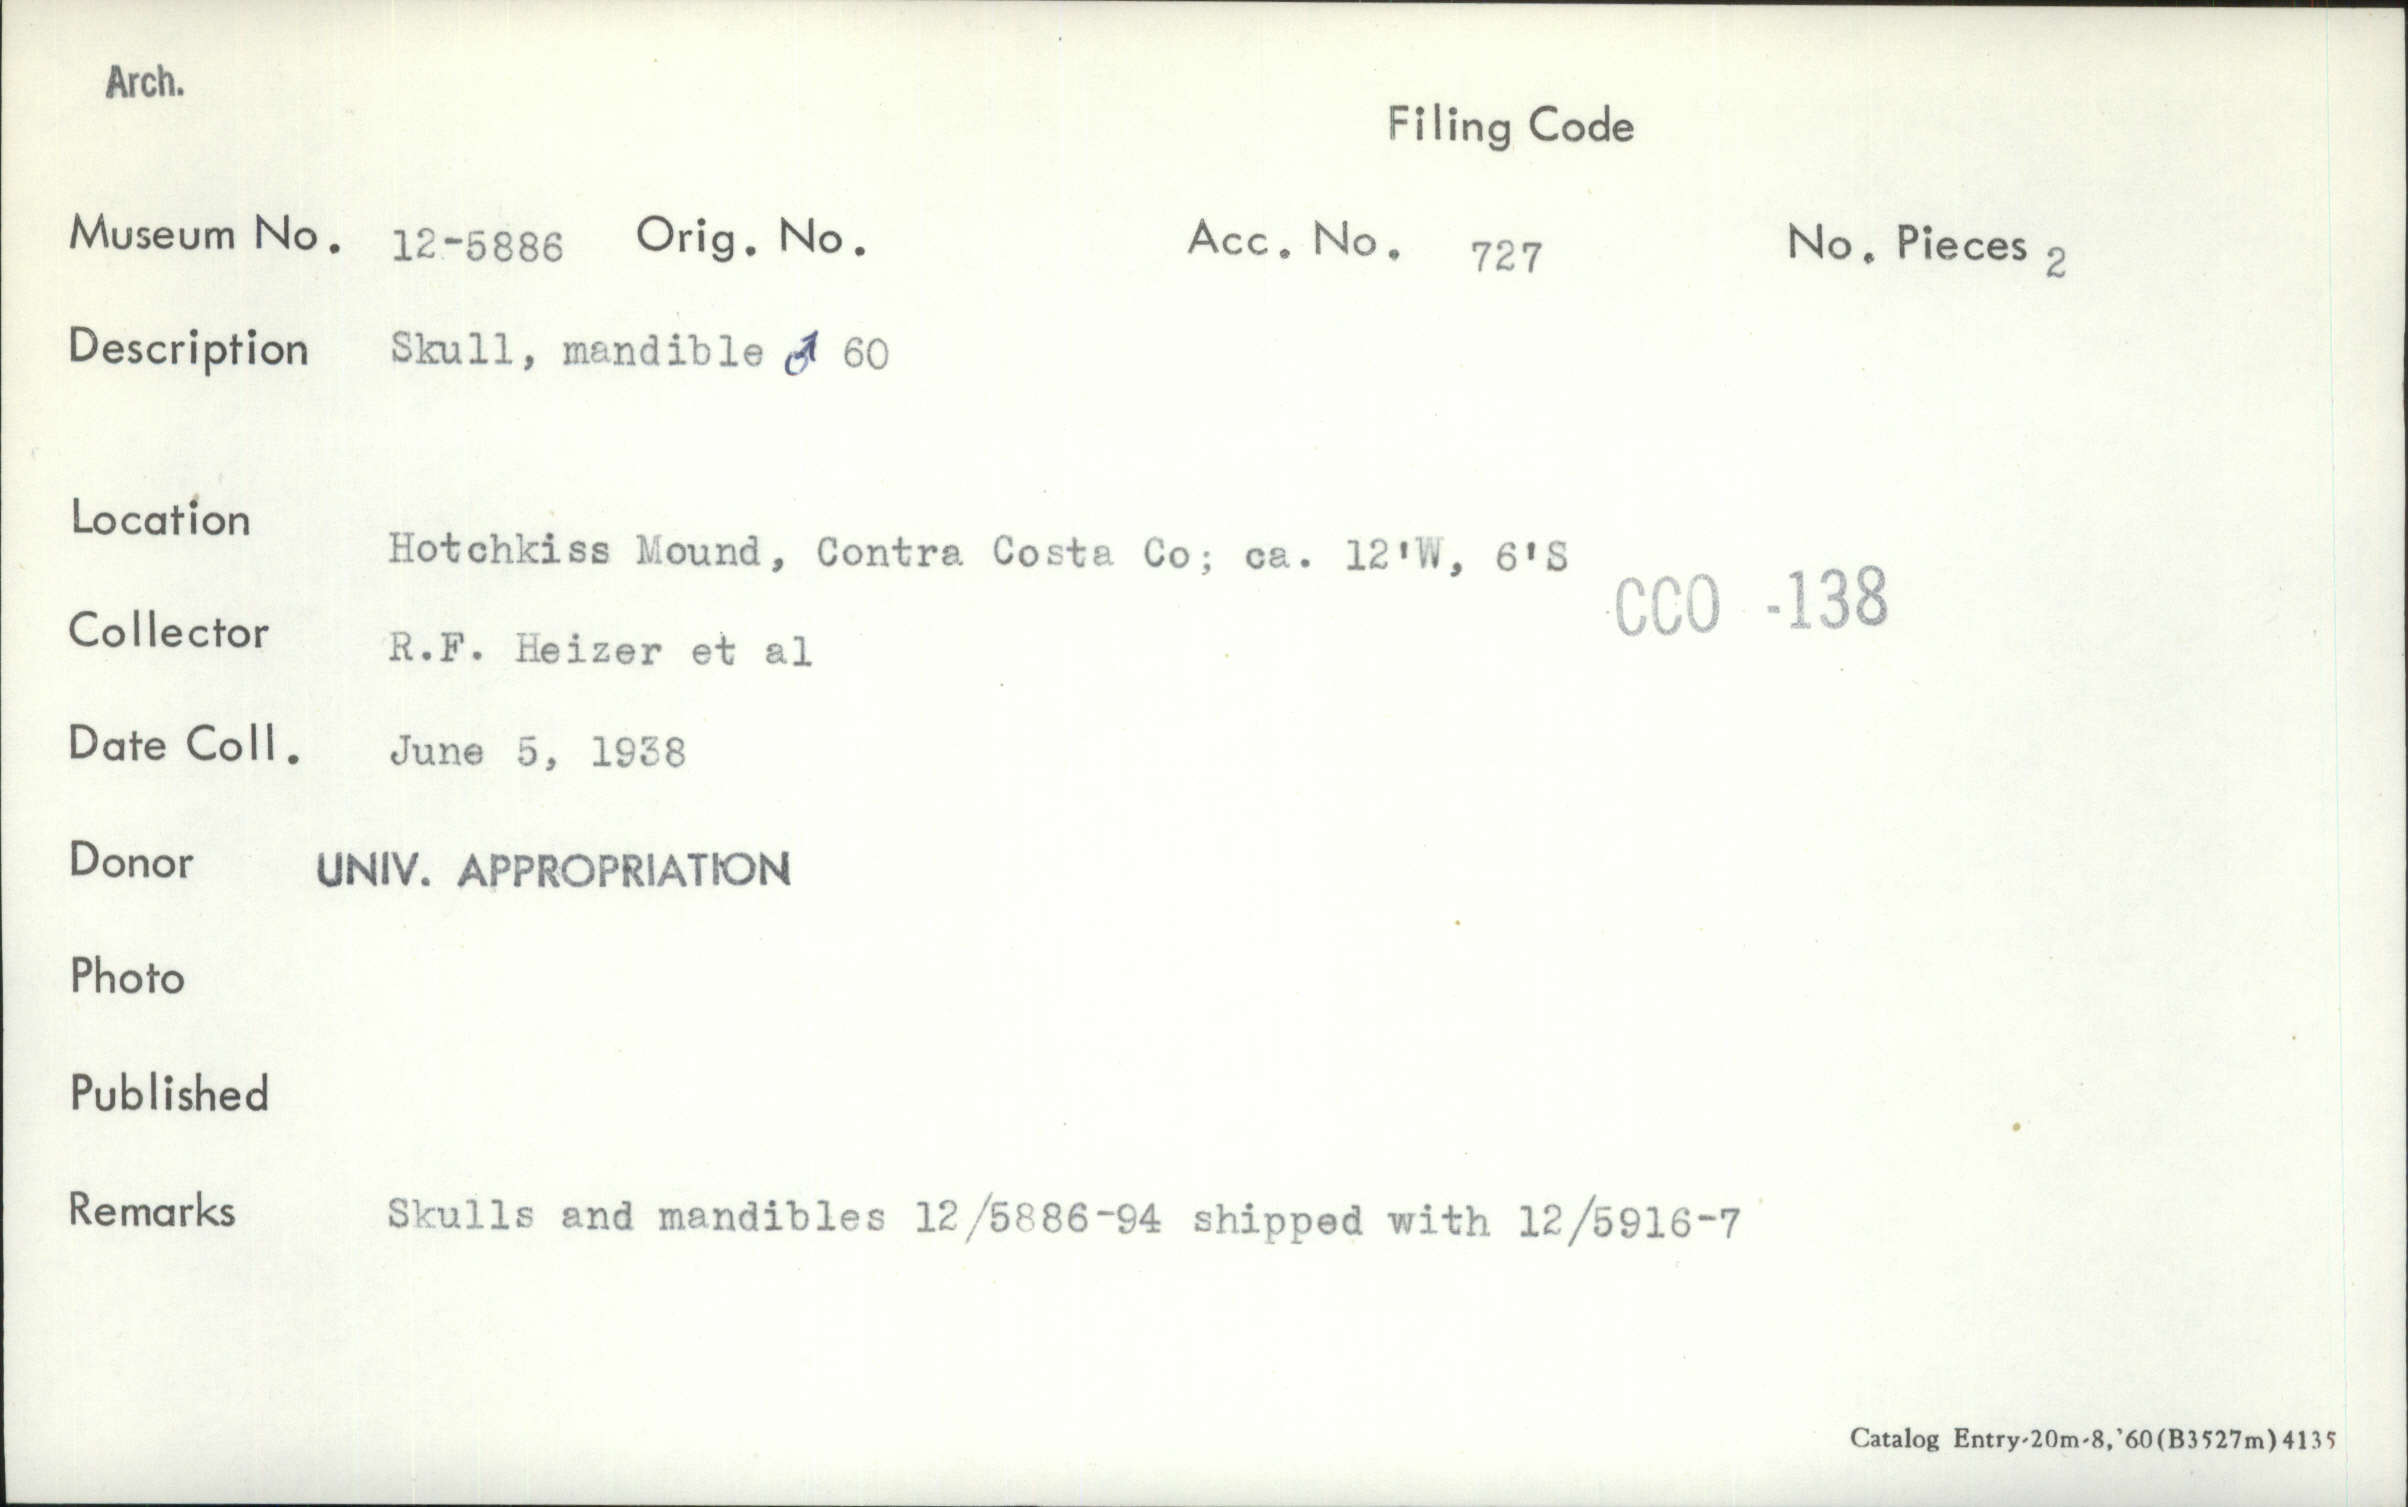 Arch.
Filing Code
Museum No. 12-5886 Orig. No. Acc. No. 727 No. Pieces 2
Description Skull, mandible ♂ 60
Location
Hotchkiss Mound, Contra Costa Co; ca. 12'W, 6'S
CCO -138
Collector R.F. Heizer et al
Date Coll. June 5, 1938
Donor UNIV. APPROPRIATION
Photo
Published
Remarks Skulls and mandibles 12/5886-94 shipped with 12/5916-7
Catalog Entry-20m-8,'60(B3527m)4135